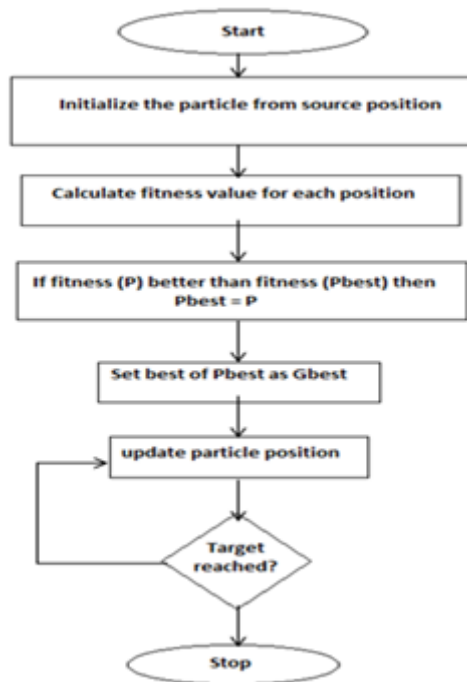 Start
Initialize the particle from source position
Calculate fitness value for each position
If fitness (P) better than fitness (Pbest) then
Pbest = P
Set best of Pbest as Gbest
update particle position
Target
reached?
Stop